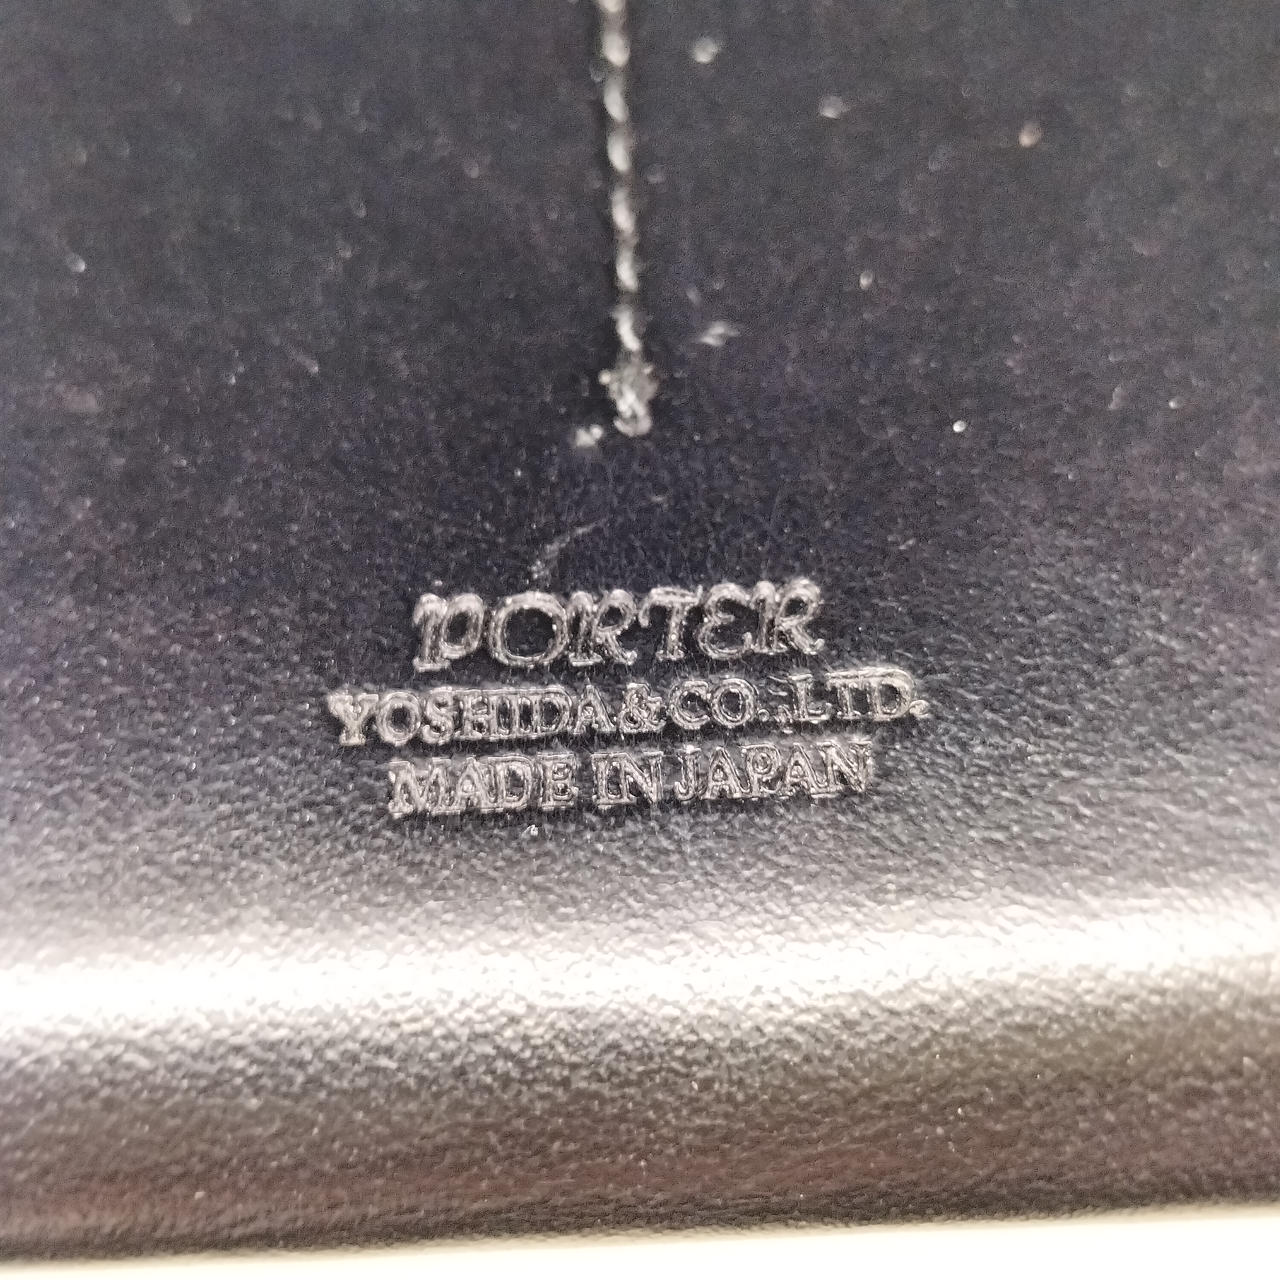 PORTER
YOSHIDA & CO., LTD.
MADE IN JAPAN